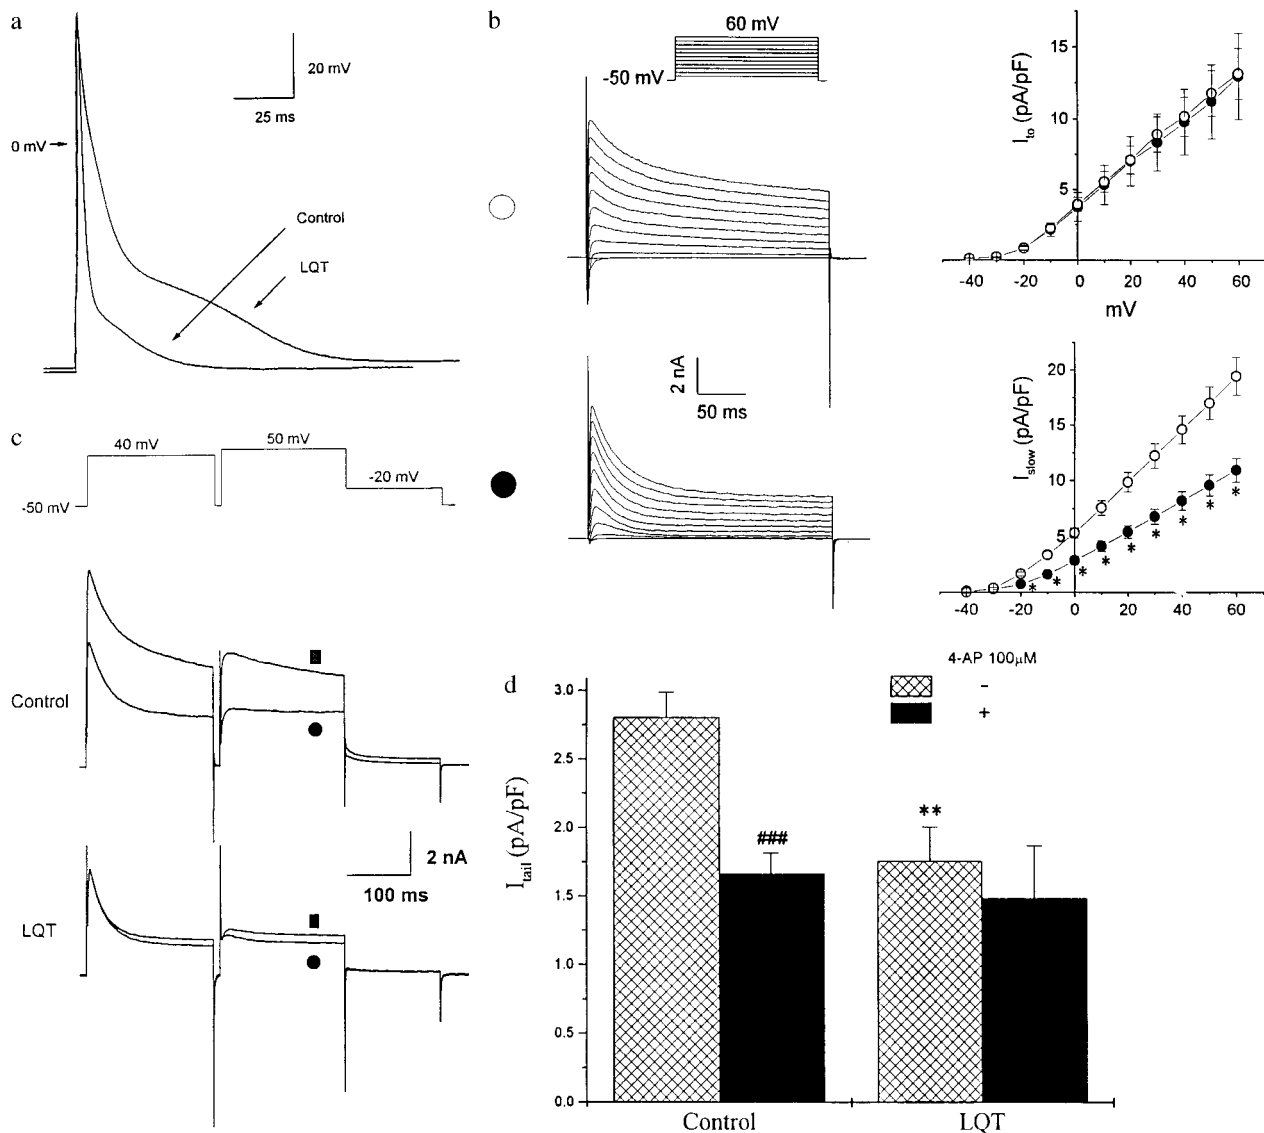 a
20 mV
25 ms
0 mV
Control
LQT
b
60 mV
-50 mV
2 nA
50 ms
I_to (pA/pF)
15
10
5
-40 -20 0 20 40 60
mV
I_slow (pA/pF)
20
15
10
5
-40 -20 0 20 40 60
* * * * * * * * *
c
40 mV
50 mV
-20 mV
-50 mV
Control
2 nA
100 ms
LQT
d
4-AP 100µM
-
+
I_tail (pA/pF)
3.0
2.5
2.0
1.5
1.0
0.5
0.0
###
**
Control LQT